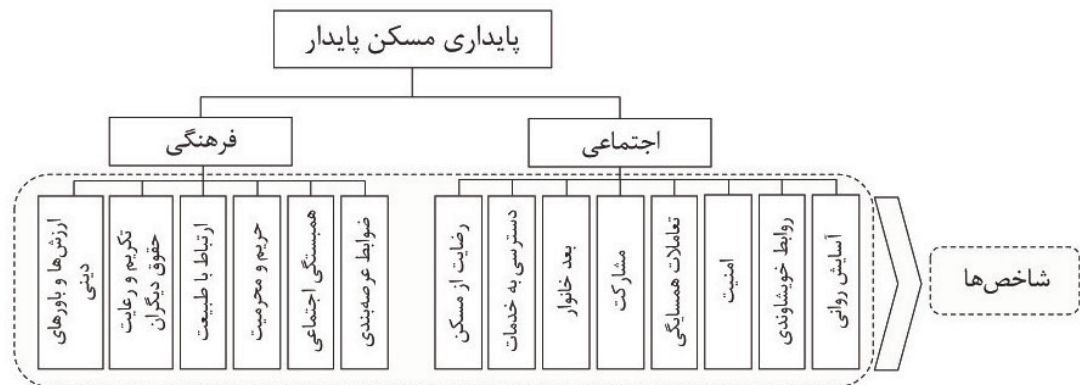 پایداری مسکن پایدار
اجتماعی
فرهنگی
شاخص‌ها
آسایش روانی
روابط خویشاوندی
امنیت
تعاملات همسایگی
مشارکت
بعد خانوار
دسترسی به خدمات
رضایت از مسکن
ضوابط عرصه‌بندی
همبستگی اجتماعی
حریم و محرمیت
ارتباط با طبیعت
تکریم و رعایت
حقوق دیگران
ارزش‌ها و باورهای
دینی